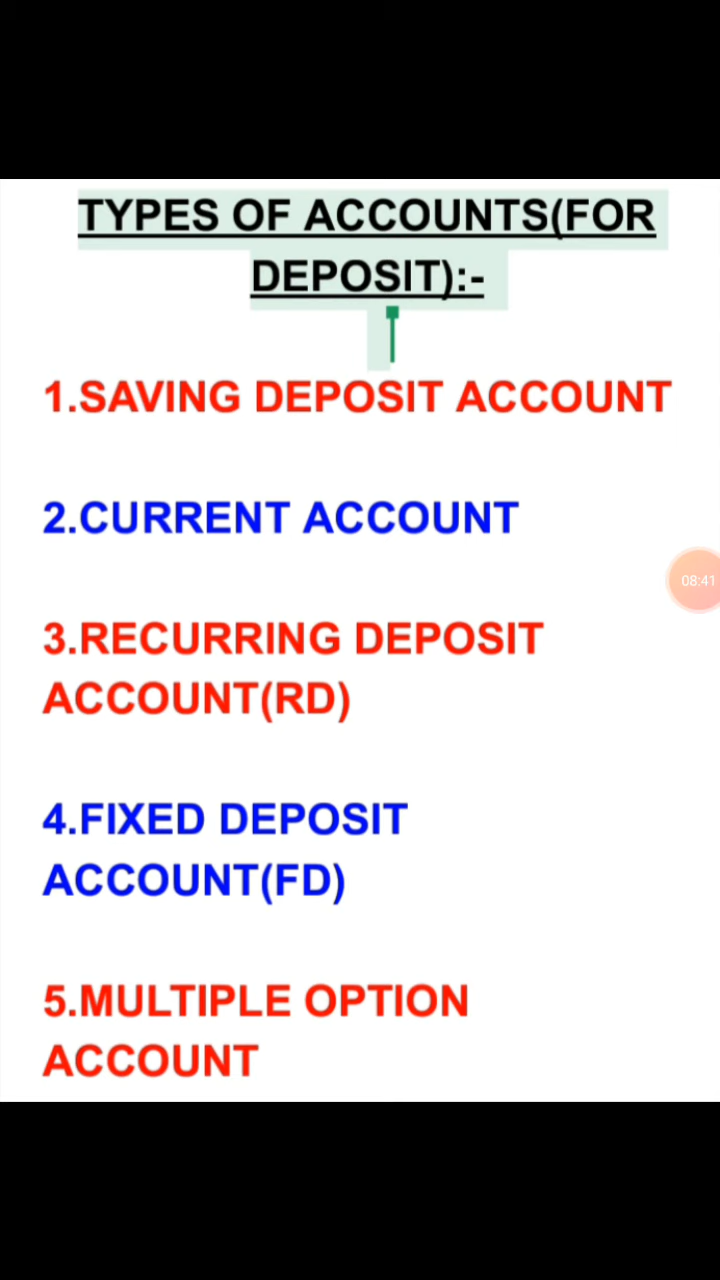 TYPES OF ACCOUNTS(FOR
DEPOSIT):-
1.SAVING DEPOSIT ACCOUNT
2.CURRENT ACCOUNT
08:41
3.RECURRING DEPOSIT
ACCOUNT(RD)
4.FIXED DEPOSIT
ACCOUNT(FD)
5.MULTIPLE OPTION
ACCOUNT